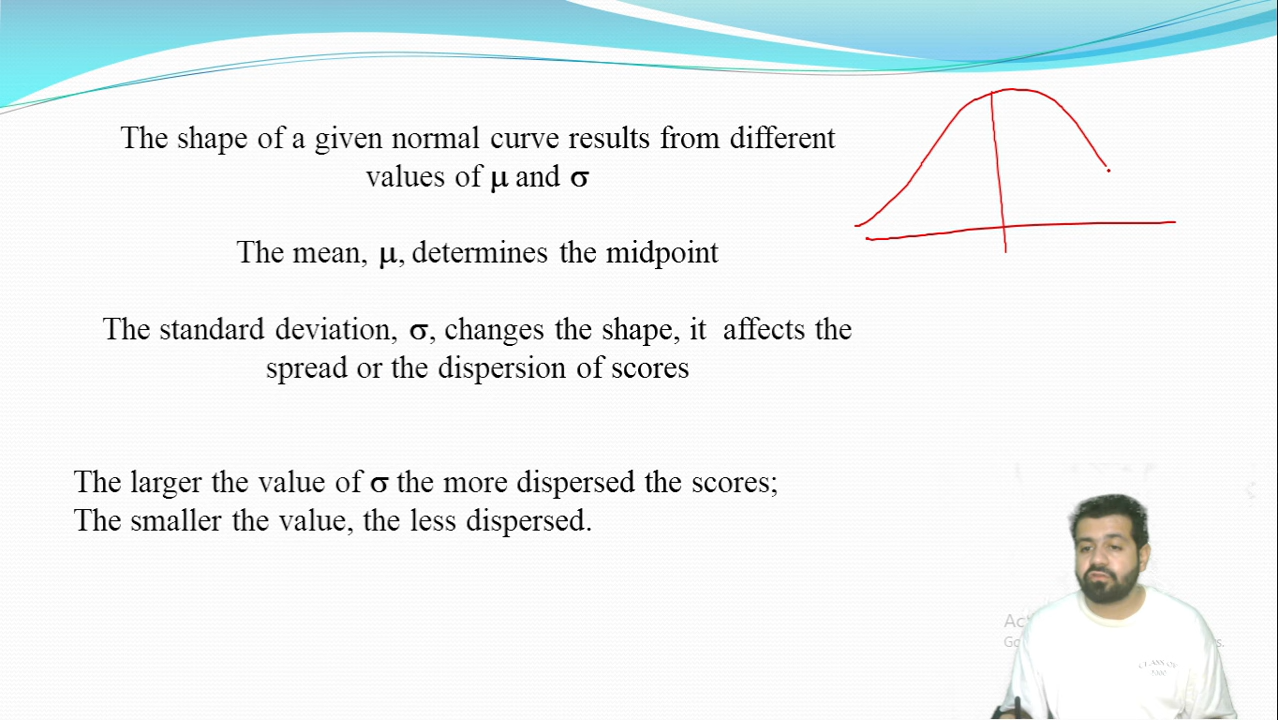 The shape of a given normal curve results from different
values of μ and σ
The mean, μ, determines the midpoint
The standard deviation, σ, changes the shape, it affects the
spread or the dispersion of scores
The larger the value of σ the more dispersed the scores;
The smaller the value, the less dispersed.
CLASS OF